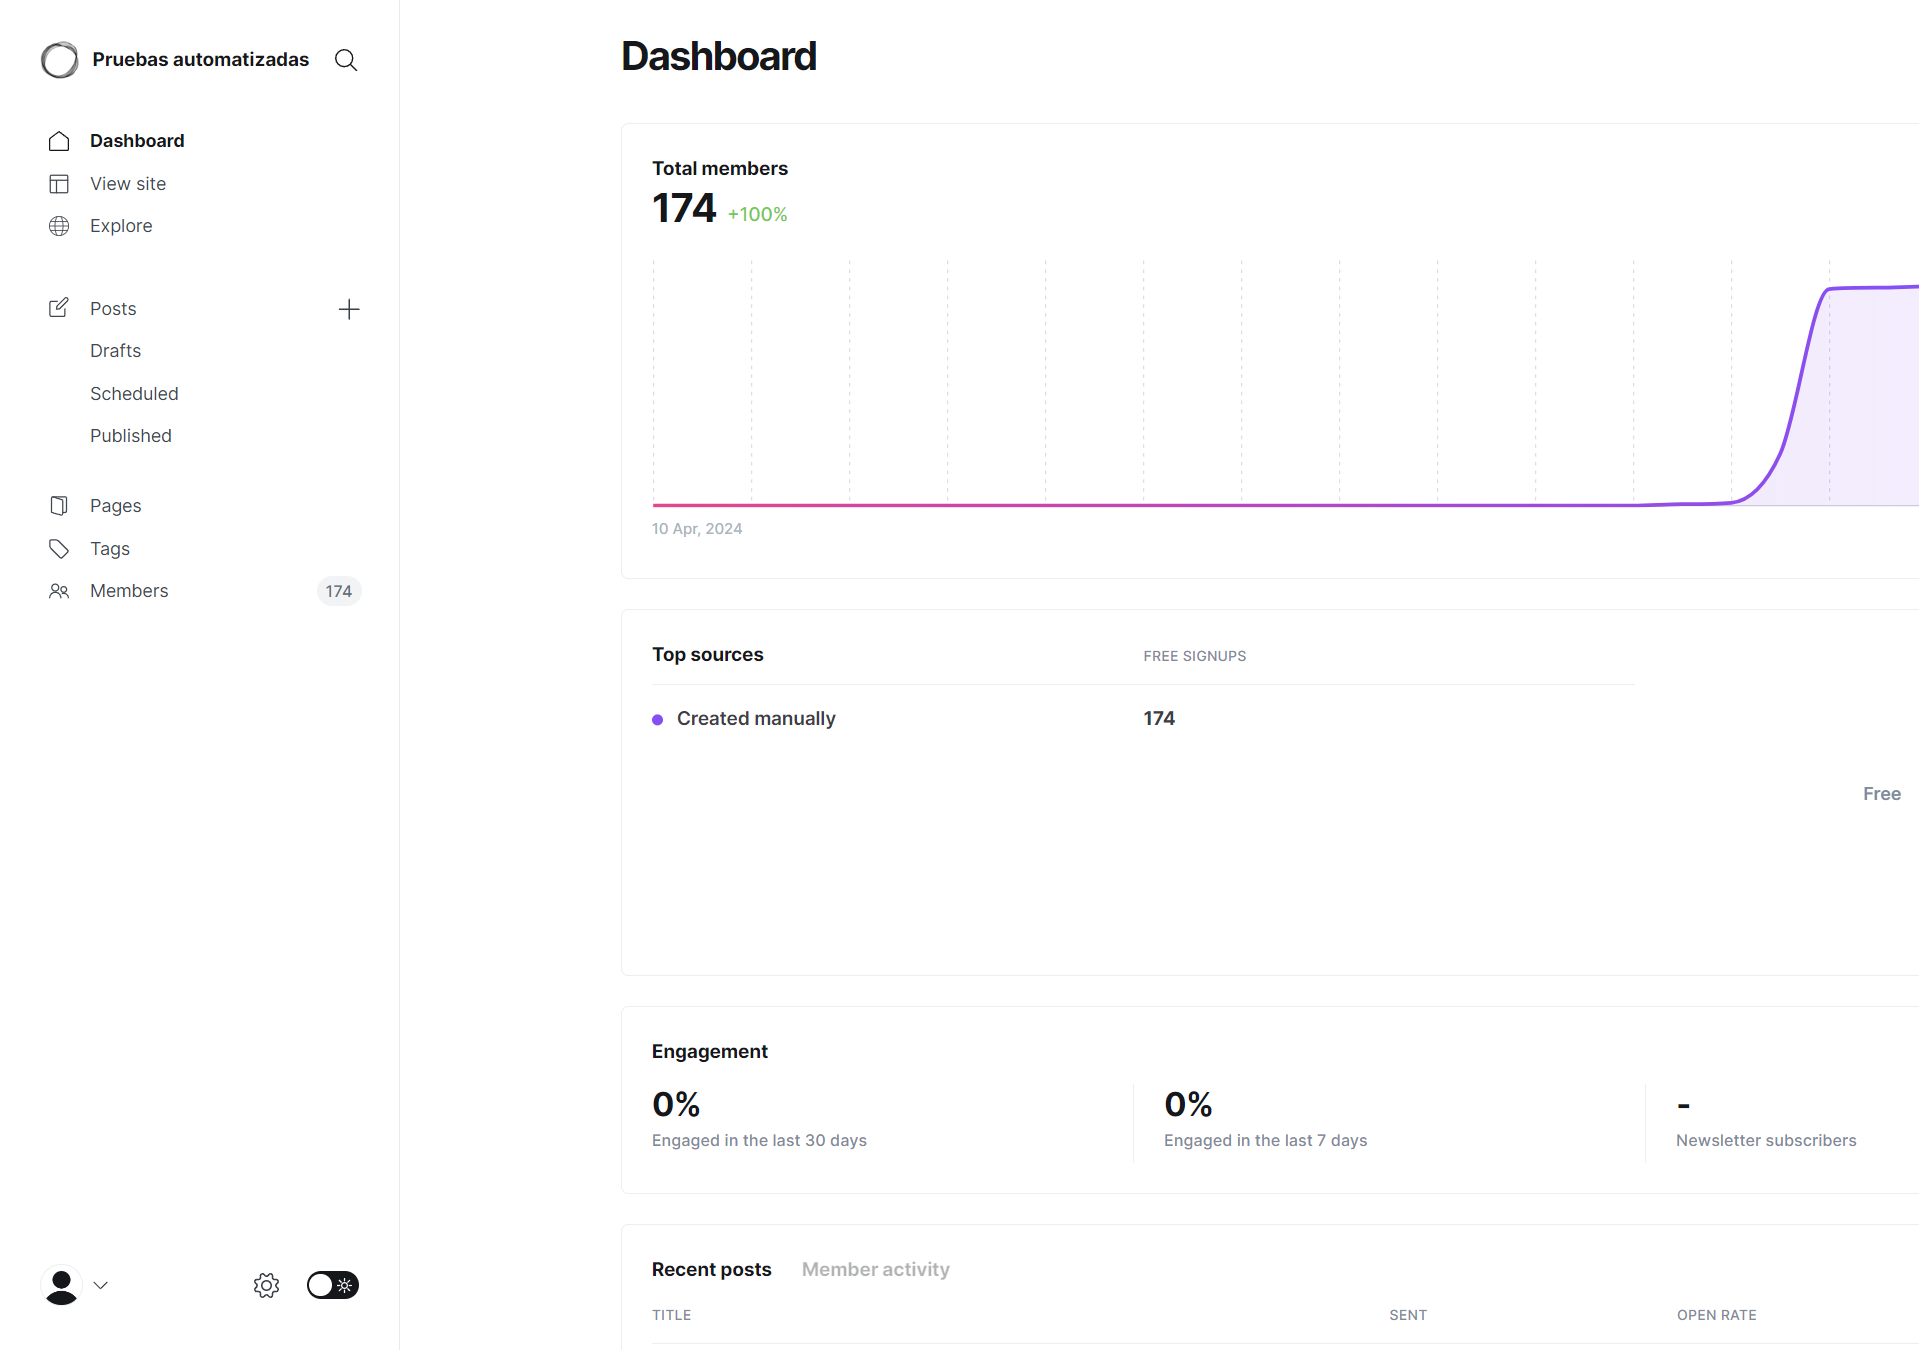 Pruebas automatizadas
Dashboard
View site
Explore
Posts
Drafts
Scheduled
Published
Pages
Tags
Members 174
Dashboard
Total members
174 +100%
10 Apr, 2024
Top sources FREE SIGNUPS
Created manually 174
Free
Engagement
0% 0% -
Engaged in the last 30 days Engaged in the last 7 days Newsletter subscribers
Recent posts Member activity
TITLE SENT OPEN RATE